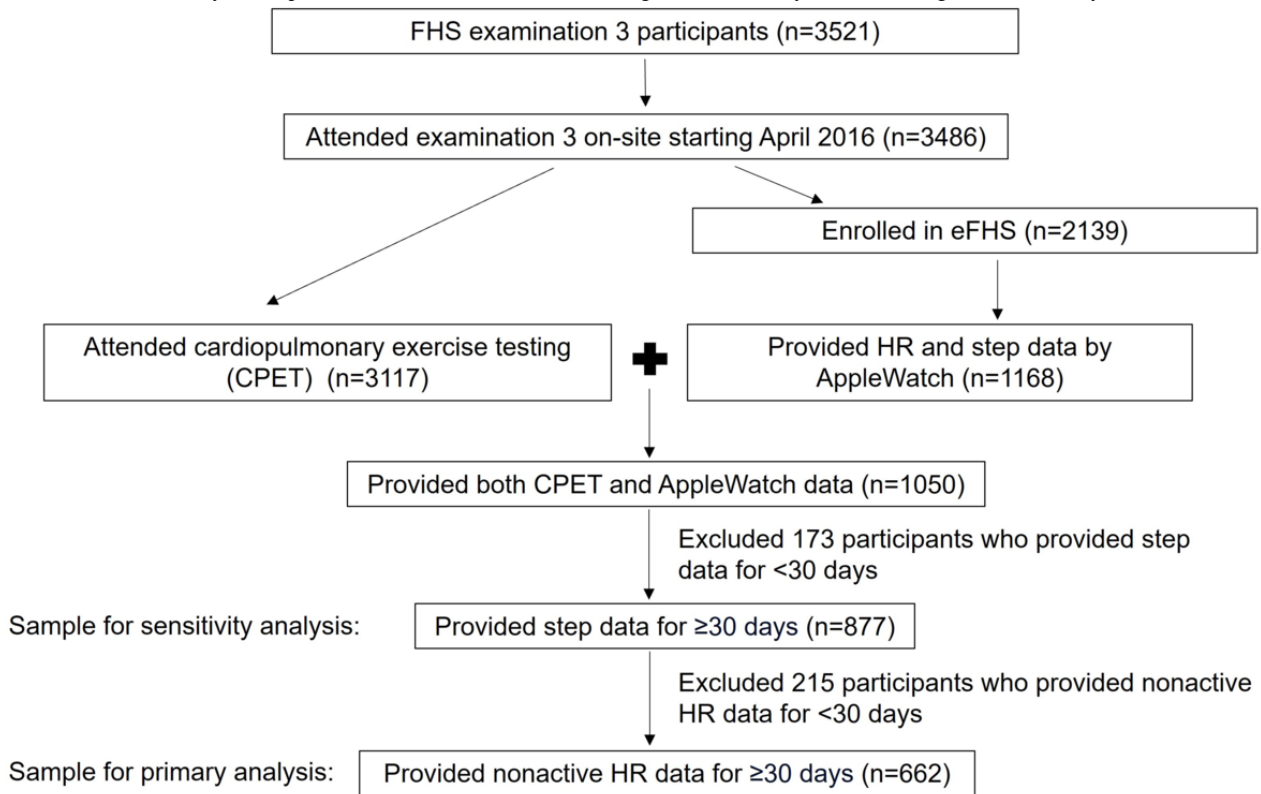 FHS examination 3 participants (n=3521)
Attended examination 3 on-site starting April 2016 (n=3486)
Enrolled in eFHS (n=2139)
Attended cardiopulmonary exercise testing
(CPET) (n=3117)
Provided HR and step data by
AppleWatch (n=1168)
Provided both CPET and AppleWatch data (n=1050)
Excluded 173 participants who provided step
data for <30 days
Sample for sensitivity analysis:
Provided step data for ≥30 days (n=877)
Excluded 215 participants who provided nonactive
HR data for <30 days
Sample for primary analysis:
Provided nonactive HR data for ≥30 days (n=662)